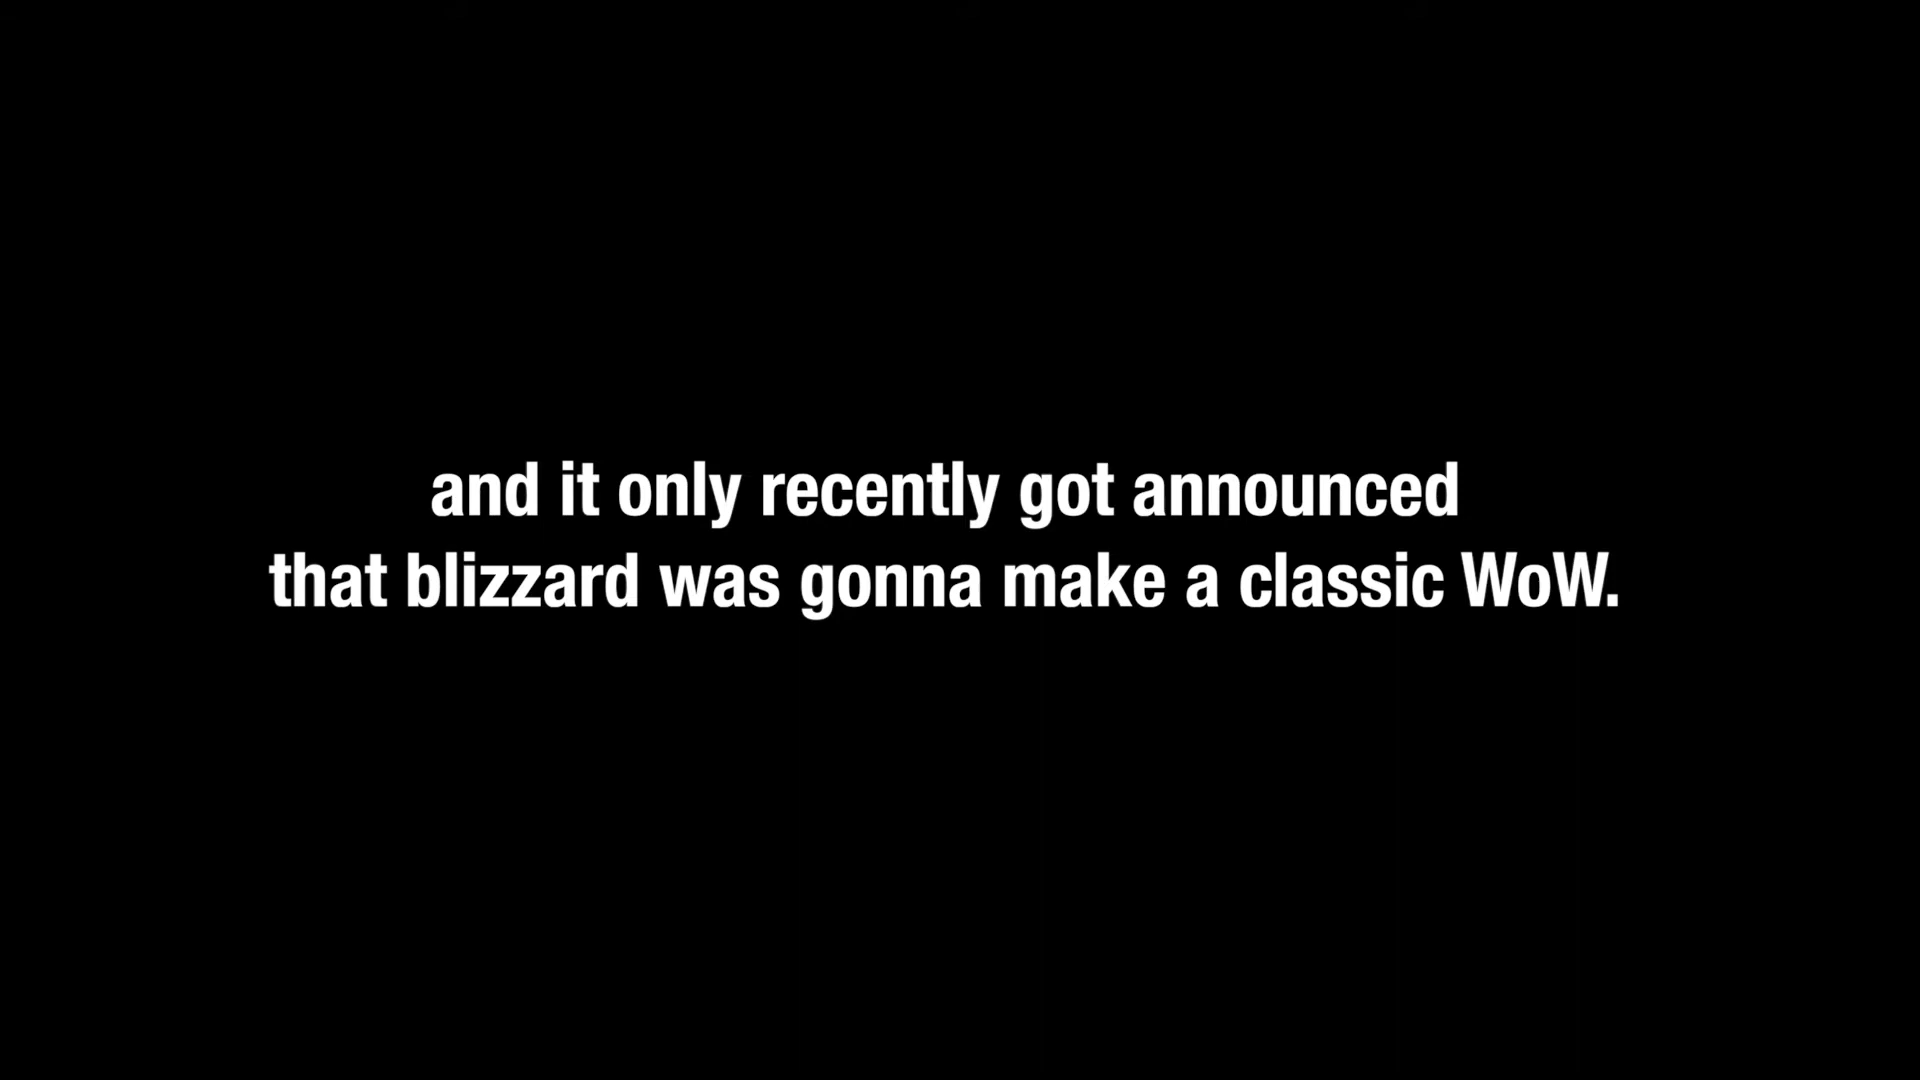 and it only recently got announced
that blizzard was gonna make a classic WoW.